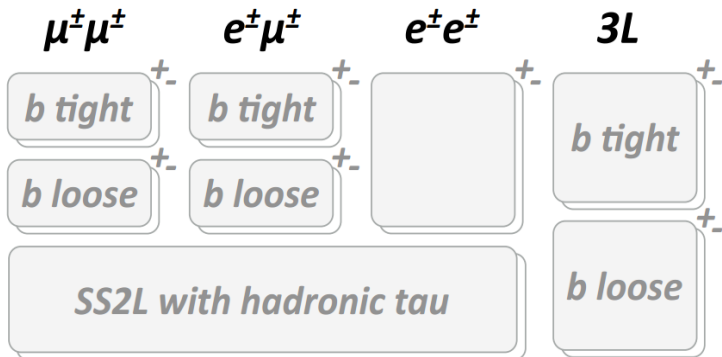 μ±μ± e±μ± e±e± 3L
+- +- +- +-
b tight b tight b tight
+- +-
b loose b loose
+-
SS2L with hadronic tau b loose